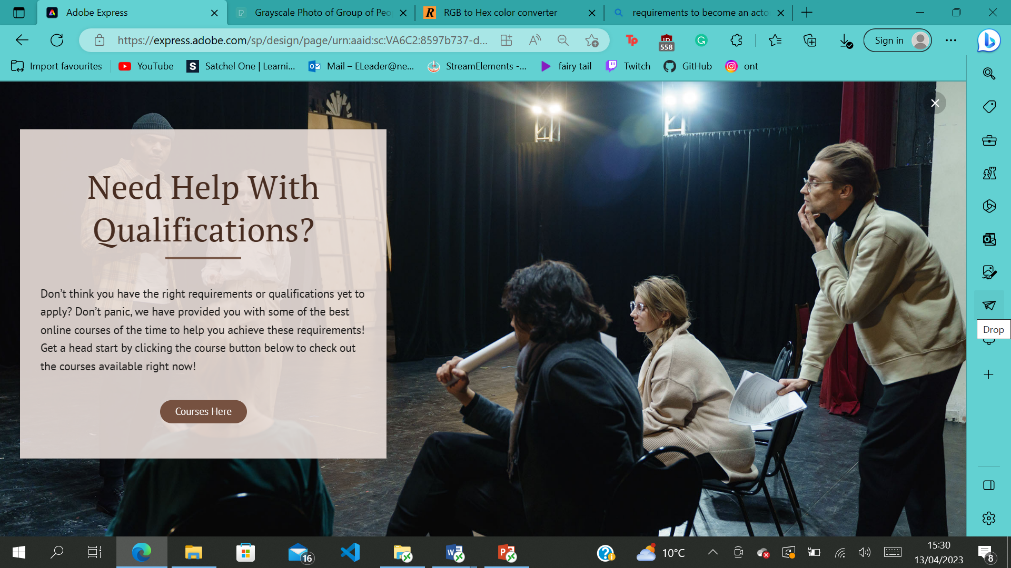 Adobe Express
Grayscale Photo of Group of Peo
RGB to Hex color converter
requirements to become an acto
https://express.adobe.com/sp/design/page/urn:aaid:sc:VA6C2:8597b737-d...
558
Sign in
Import favourites
YouTube
Satchel One | Learni...
Mail – ELeader@ne...
StreamElements -...
fairy tail
Twitch
GitHub
ont
Need Help With
Qualifications?
Don't think you have the right requirements or qualifications yet to
apply? Don't panic, we have provided you with some of the best
online courses of the time to help you achieve these requirements!
Get a head start by clicking the course button below to check out
the courses available right now!
Courses Here
Drop
16
10°C
15:30
13/04/2023
8